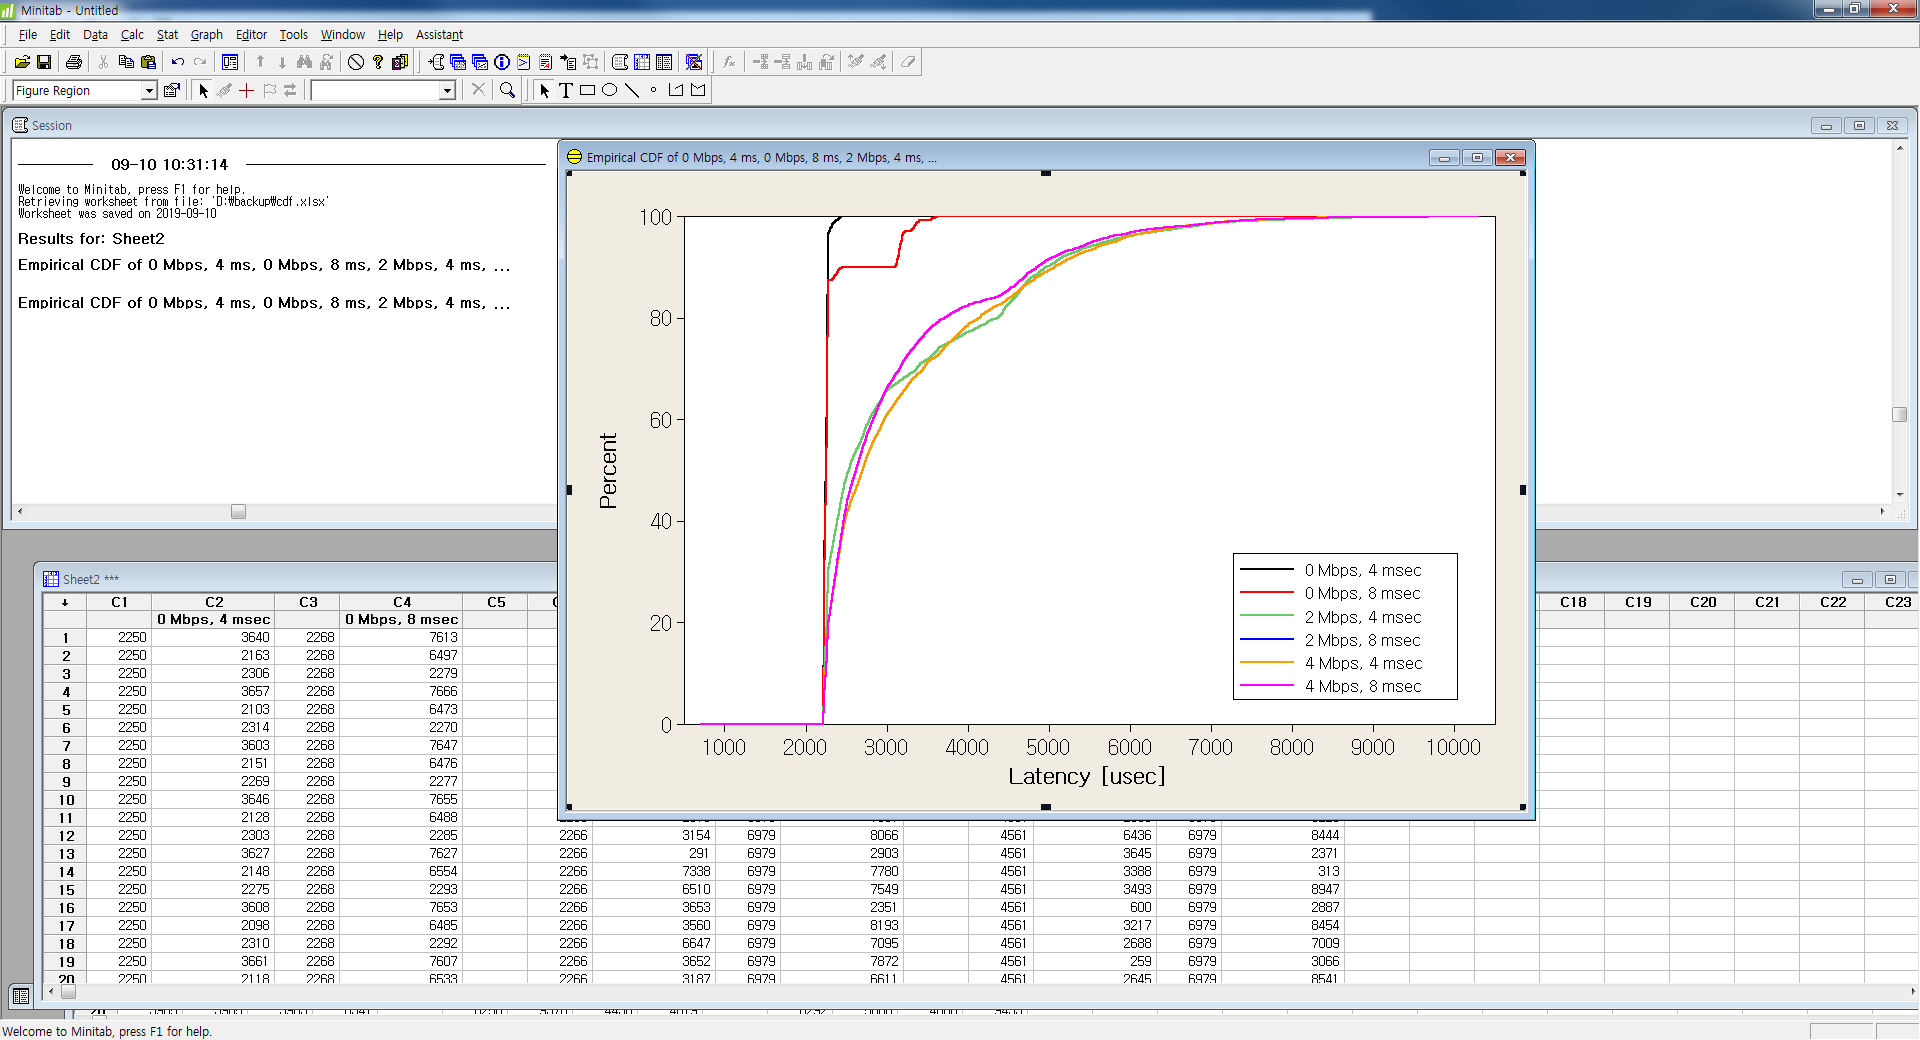 Minitab - Untitled
File Edit Data Calc Stat Graph Editor Tools Window Help Assistant
Figure Region
Session
09-10 10:31:14
Welcome to Minitab, press F1 for help.
Retrieving worksheet from file: 'D:₩backup₩cdf.xlsx'
Worksheet was saved on 2019-09-10
Results for: Sheet2
Empirical CDF of 0 Mbps, 4 ms, 0 Mbps, 8 ms, 2 Mbps, 4 ms, ...
Empirical CDF of 0 Mbps, 4 ms, 0 Mbps, 8 ms, 2 Mbps, 4 ms, ...
Empirical CDF of 0 Mbps, 4 ms, 0 Mbps, 8 ms, 2 Mbps, 4 ms, ...
100
80
60
40
20
0
Percent
1000 2000 3000 4000 5000 6000 7000 8000 9000 10000
Latency [usec]
0 Mbps, 4 msec
0 Mbps, 8 msec
2 Mbps, 4 msec
2 Mbps, 8 msec
4 Mbps, 4 msec
4 Mbps, 8 msec
Sheet2 ***
C1 C2 C3 C4 C5 C18 C19 C20 C21 C22 C23
0 Mbps, 4 msec 0 Mbps, 8 msec
1 2250 3640 2268 7613
2 2250 2163 2268 6497
3 2250 2306 2268 2279
4 2250 3657 2268 7666
5 2250 2103 2268 6473
6 2250 2314 2268 2270
7 2250 3603 2268 7647
8 2250 2151 2268 6476
9 2250 2269 2268 2277
10 2250 3646 2268 7655
11 2250 2128 2268 6488
12 2250 2303 2268 2285 2266 3154 6979 8066 4561 6436 6979 8444
13 2250 3627 2268 7627 2266 291 6979 2903 4561 3645 6979 2371
14 2250 2148 2268 6554 2266 7338 6979 7780 4561 3388 6979 313
15 2250 2275 2268 2293 2266 6510 6979 7549 4561 3493 6979 8947
16 2250 3608 2268 7653 2266 3653 6979 2351 4561 600 6979 2887
17 2250 2098 2268 6485 2266 3560 6979 8193 4561 3217 6979 8454
18 2250 2310 2268 2292 2266 6647 6979 7095 4561 2688 6979 7009
19 2250 3661 2268 7607 2266 3652 6979 7872 4561 259 6979 3066
20 2250 2118 2268 6533 2266 3187 6979 6611 4561 2645 6979 8541
Welcome to Minitab, press F1 for help.